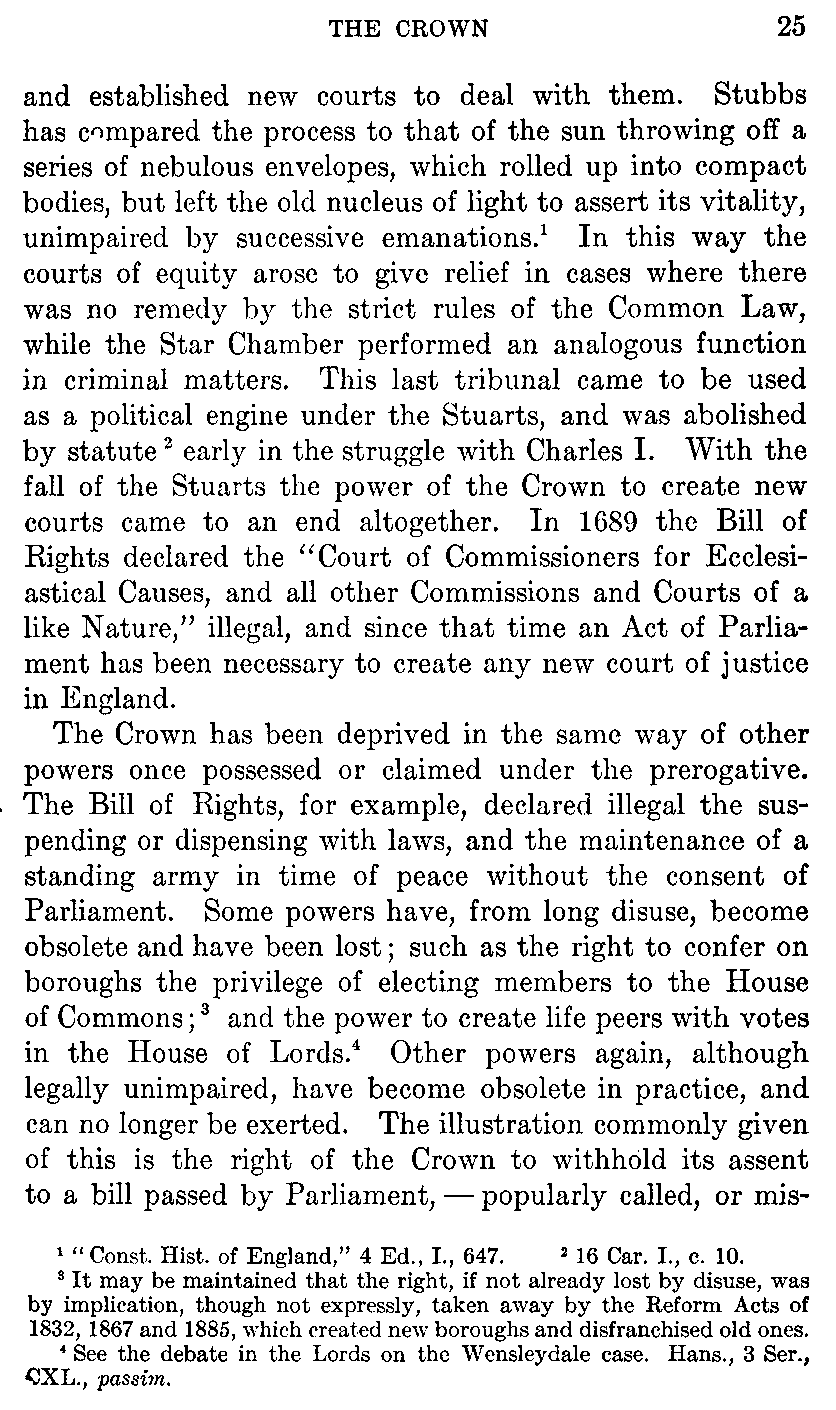 THE CROWN 25
and established new courts to deal with them. Stubbs
has compared the process to that of the sun throwing off a
series of nebulous envelopes, which rolled up into compact
bodies, but left the old nucleus of light to assert its vitality,
unimpaired by successive emanations.¹ In this way the
courts of equity arose to give relief in cases where there
was no remedy by the strict rules of the Common Law,
while the Star Chamber performed an analogous function
in criminal matters. This last tribunal came to be used
as a political engine under the Stuarts, and was abolished
by statute ² early in the struggle with Charles I. With the
fall of the Stuarts the power of the Crown to create new
courts came to an end altogether. In 1689 the Bill of
Rights declared the “Court of Commissioners for Ecclesi-
astical Causes, and all other Commissions and Courts of a
like Nature,” illegal, and since that time an Act of Parlia-
ment has been necessary to create any new court of justice
in England.
The Crown has been deprived in the same way of other
powers once possessed or claimed under the prerogative.
The Bill of Rights, for example, declared illegal the sus-
pending or dispensing with laws, and the maintenance of a
standing army in time of peace without the consent of
Parliament. Some powers have, from long disuse, become
obsolete and have been lost; such as the right to confer on
boroughs the privilege of electing members to the House
of Commons;³ and the power to create life peers with votes
in the House of Lords.⁴ Other powers again, although
legally unimpaired, have become obsolete in practice, and
can no longer be exerted. The illustration commonly given
of this is the right of the Crown to withhold its assent
to a bill passed by Parliament, — popularly called, or mis-
¹ “Const. Hist. of England,” 4 Ed., I., 647. ² 16 Car. I., c. 10.
³ It may be maintained that the right, if not already lost by disuse, was
by implication, though not expressly, taken away by the Reform Acts of
1832, 1867 and 1885, which created new boroughs and disfranchised old ones.
⁴ See the debate in the Lords on the Wensleydale case. Hans., 3 Ser.,
CXL., passim.